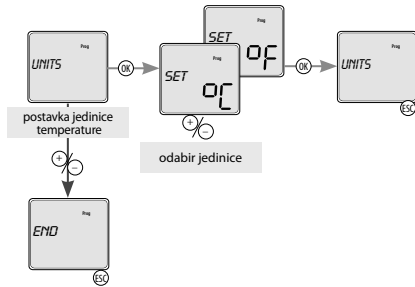 Prog
UNITS
OK
Prog
SET
°C
Prog
SET
°F
OK
Prog
UNITS
ESC
postavka jedinice
temperature
+
−
odabir jedinice
+
−
Prog
END
ESC